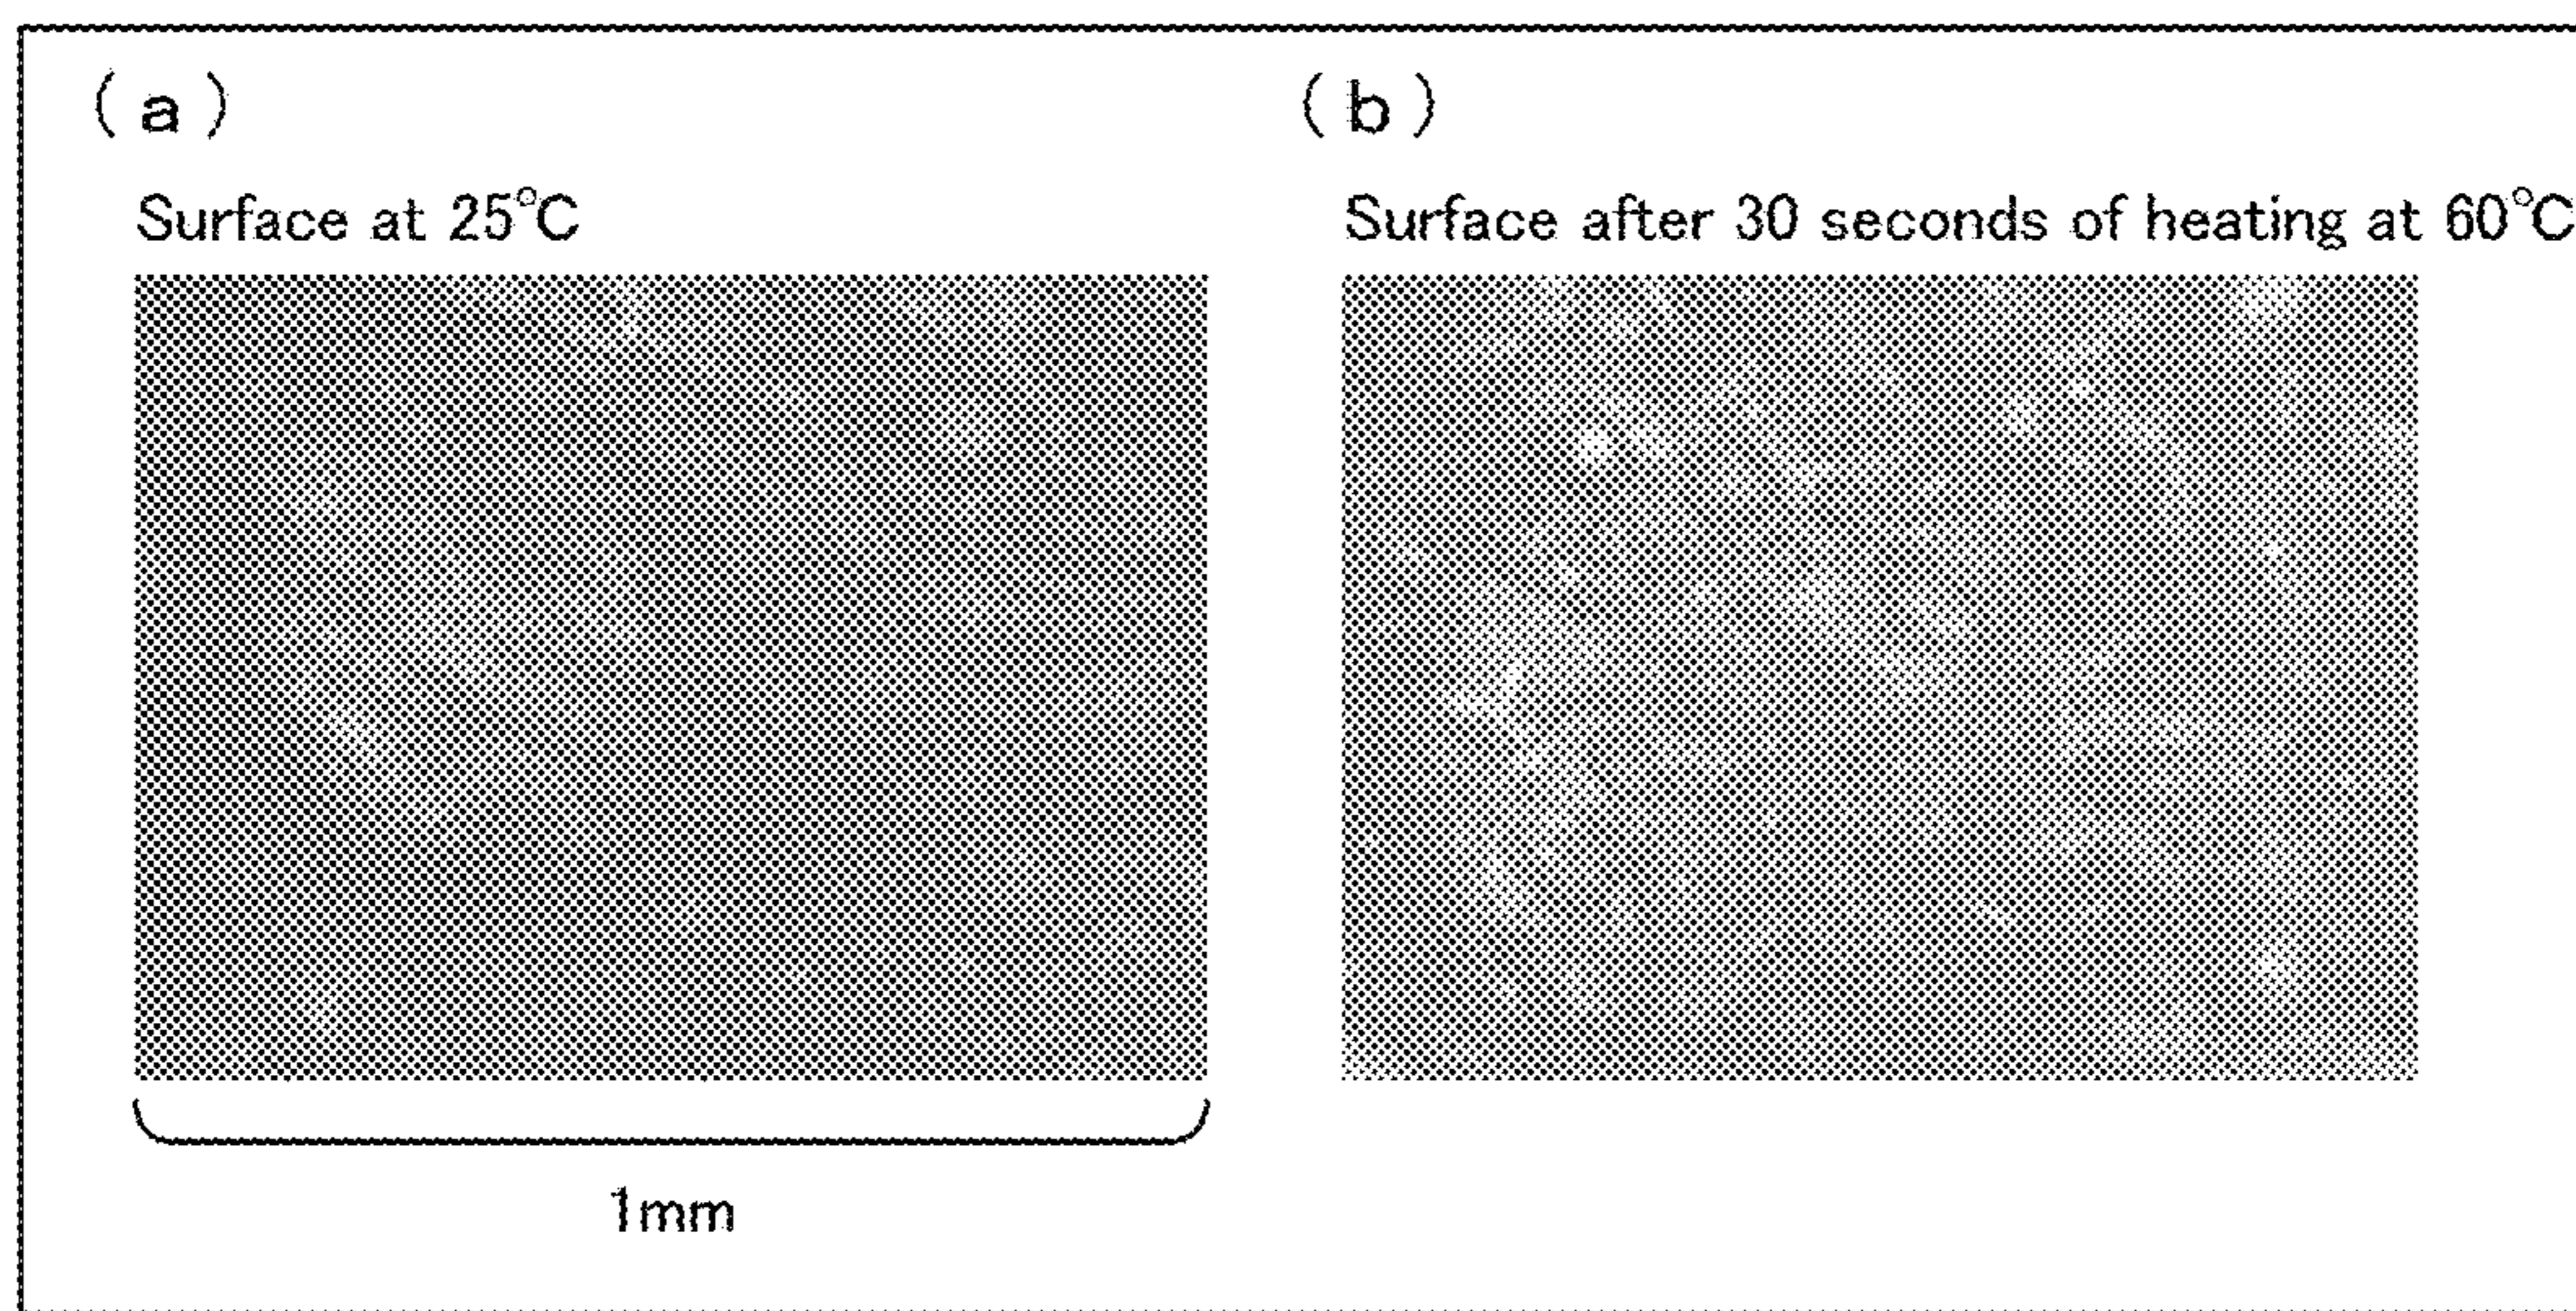 (a)
Surface at 25°C
(b)
Surface after 30 seconds of heating at 60°C
1mm